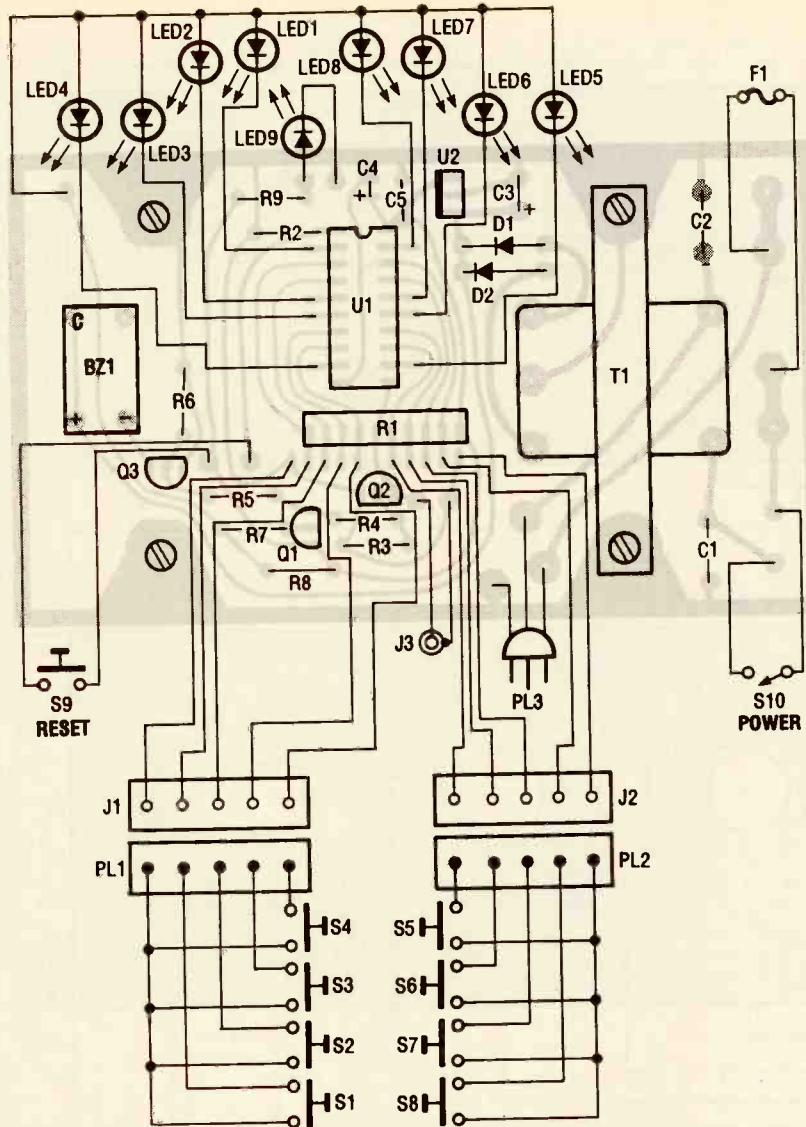 LED2
LED1
LED7
LED4
LED8
LED6
LED5
F1
LED3
LED9
U2
C4
+
R9
C5
C3
+
C2
R2
D1
U1
D2
C
BZ1
+ -
T1
R6
R1
Q3
Q2
R5
R7
R4
Q1
R3
C1
R8
J3
S9
RESET
PL3
S10
POWER
J1
J2
PL1
PL2
S4
S5
S3
S6
S2
S7
S1
S8